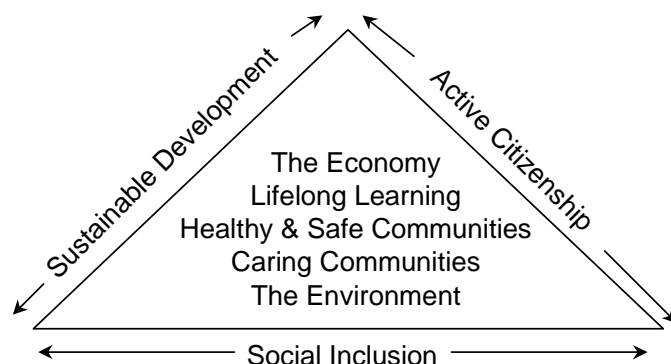 Sustainable Development
Active Citizenship
The Economy
Lifelong Learning
Healthy & Safe Communities
Caring Communities
The Environment
Social Inclusion